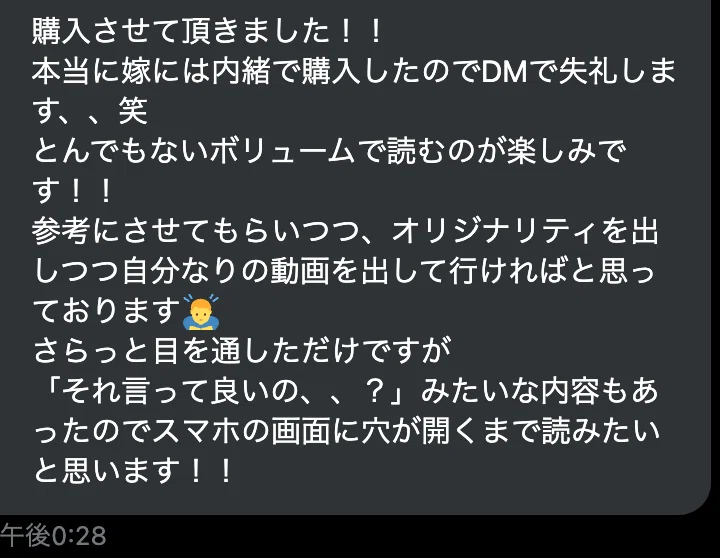 購入させて頂きました！！
本当に嫁には内緒で購入したのでDMで失礼しま
す、、笑
とんでもないボリュームで読むのが楽しみで
す！！
参考にさせてもらいつつ、オリジナリティを出
しつつ自分なりの動画を出して行ければと思っ
ております🙇‍♂️
さらっと目を通しただけですが
「それ言って良いの、、？」みたいな内容もあ
ったのでスマホの画面に穴が開くまで読みたい
と思います！！
午後0:28